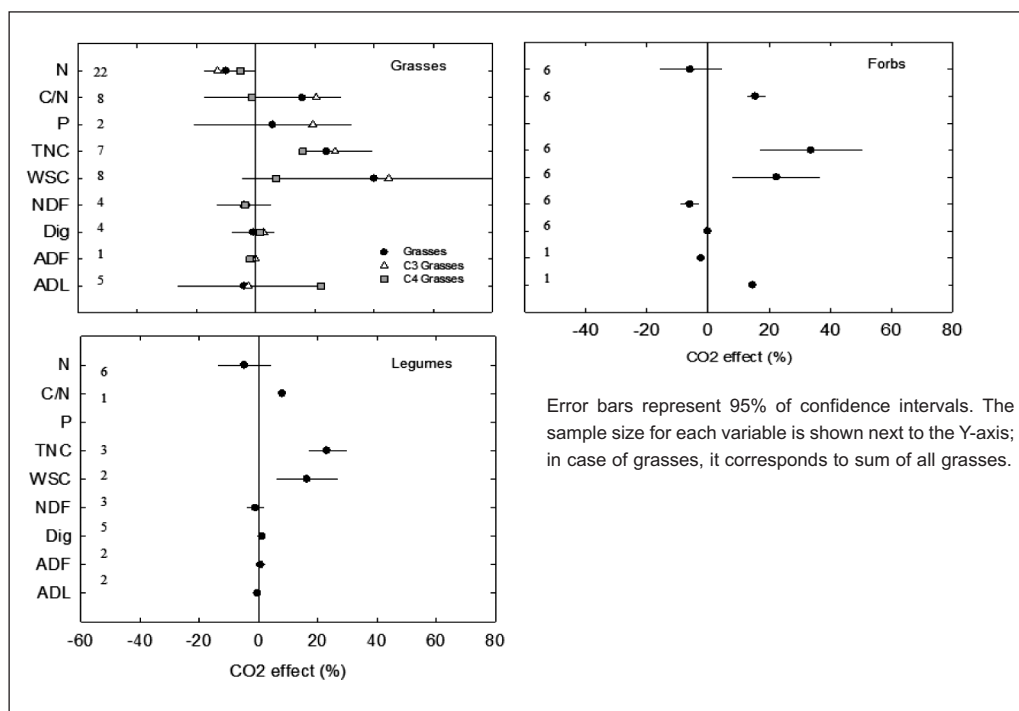 Grasses
N 22
C/N 8
P 2
TNC 7
WSC 8
NDF 4
Dig 4
ADF 1
ADL 5
Grasses
C3 Grasses
C4 Grasses
Forbs
6
6
6
6
6
6
1
1
-40 -20 0 20 40 60 80
CO2 effect (%)
Legumes
N 6
C/N 1
P
TNC 3
WSC 2
NDF 3
Dig 5
ADF 2
ADL 2
-60 -40 -20 0 20 40 60 80
CO2 effect (%)
Error bars represent 95% of confidence intervals. The
sample size for each variable is shown next to the Y-axis;
in case of grasses, it corresponds to sum of all grasses.